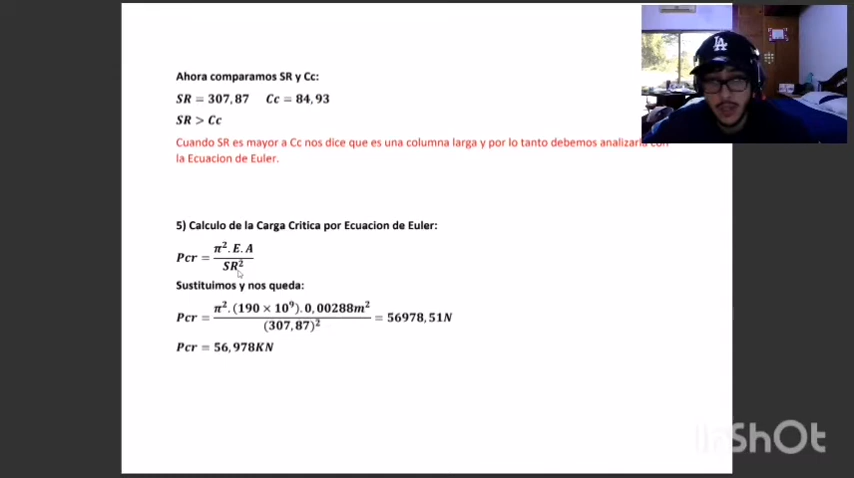 Ahora comparamos SR y Cc:
SR = 307,87 Cc = 84,93
SR > Cc
Cuando SR es mayor a Cc nos dice que es una columna larga y por lo tanto debemos analizarla con
la Ecuacion de Euler.
5) Calculo de la Carga Critica por Ecuacion de Euler:
Pcr = π².E.A / SR²
Sustituimos y nos queda:
Pcr = π².(190 × 10⁹).0,00288m² / (307,87)² = 56978,51N
Pcr = 56,978KN
LA
ShOt